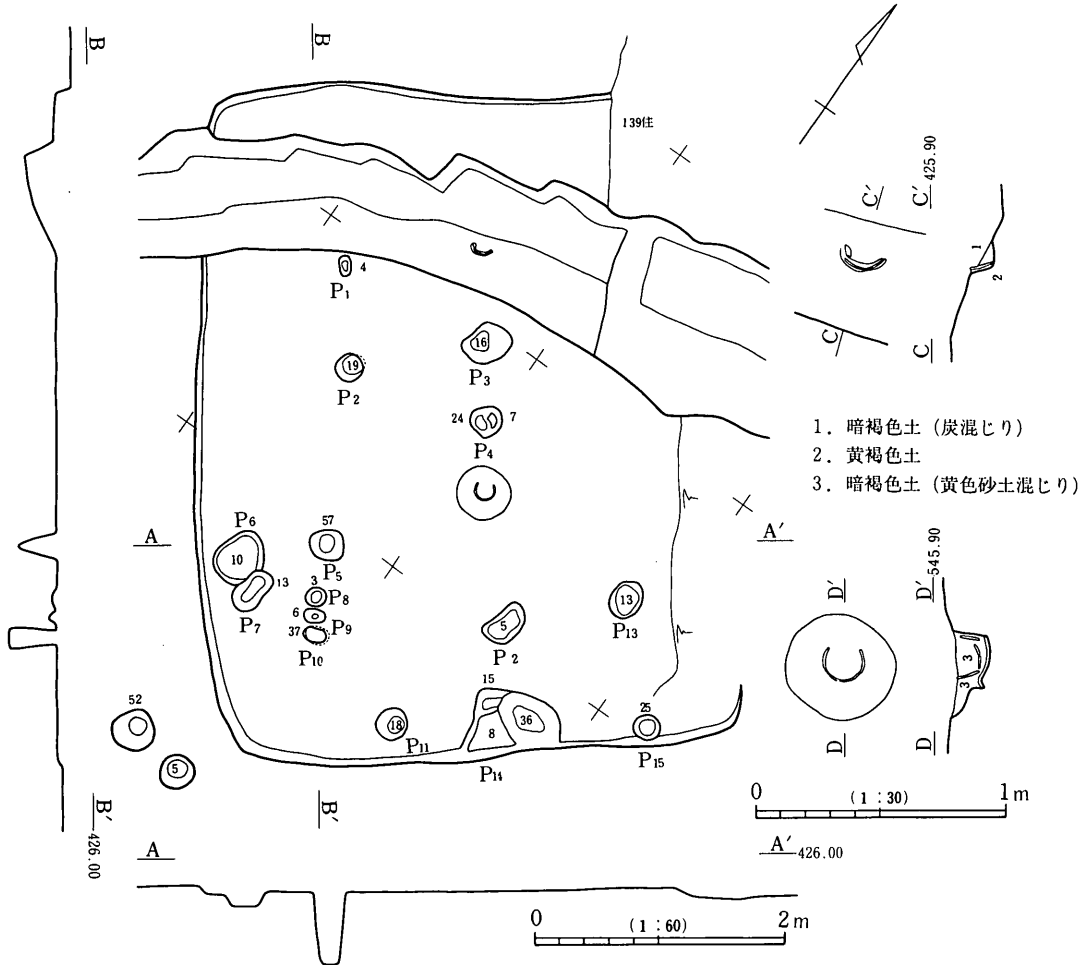 B
B
139住
C′
C′ 425.90
1
2
C
C
4
P1
16
P3
19
P2
24
7
P4
1. 暗褐色土 (炭混じり)
2. 黄褐色土
3. 暗褐色土 (黄色砂土混じり)
A
A′
P6
57
10
P5
13
3
P8
6
P7
P9
37
P10
13
P13
5
P 2
D′
D′ 545.90
3
3
D
D
15
52
18
36
25
P11
8
5
P14
P15
B′ 426.00
B′
0
(1 : 30)
1m
A
A′ 426.00
0
(1 : 60)
2m